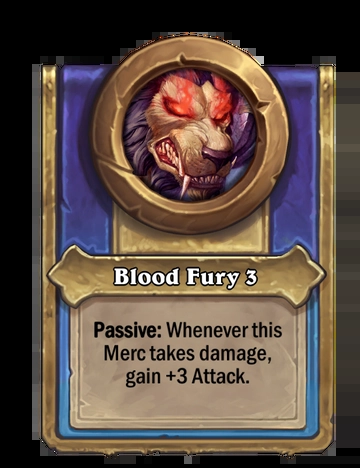 Blood Fury 3
Passive: Whenever this
Merc takes damage,
gain +3 Attack.